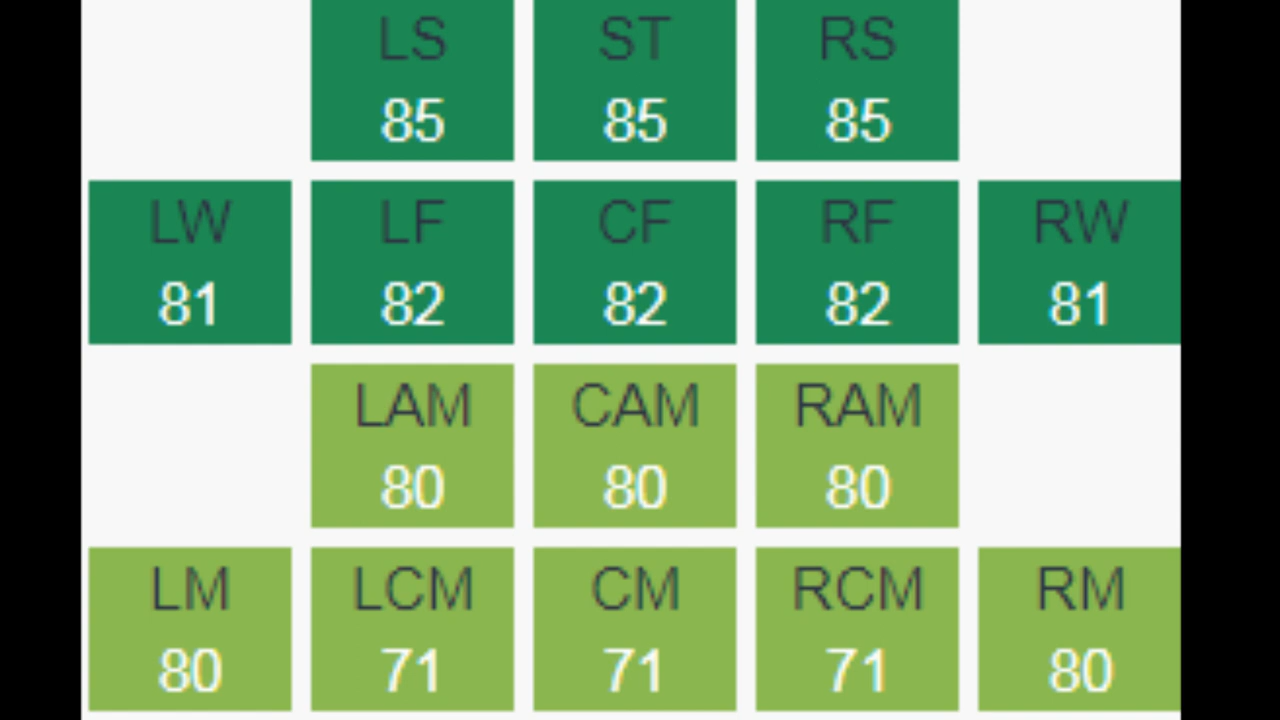 LS ST RS
85 85 85
LW LF CF RF RW
81 82 82 82 81
LAM CAM RAM
80 80 80
LM LCM CM RCM RM
80 71 71 71 80